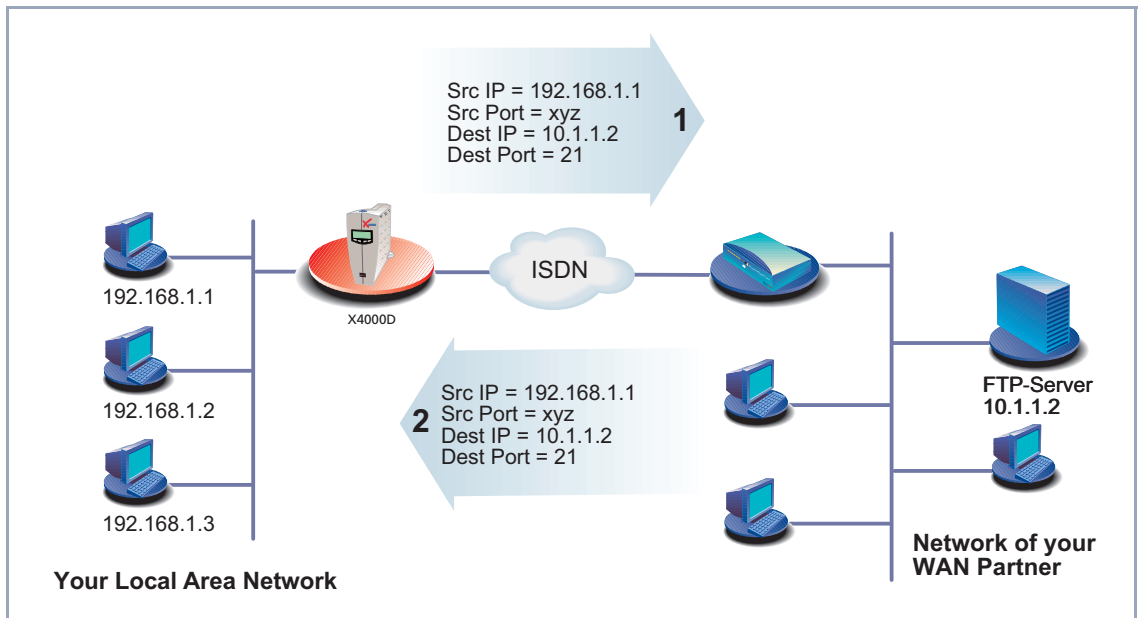 Src IP = 192.168.1.1
Src Port = xyz
Dest IP = 10.1.1.2
Dest Port = 21
1
192.168.1.1
X4000D
ISDN
192.168.1.2
192.168.1.3
2
Src IP = 192.168.1.1
Src Port = xyz
Dest IP = 10.1.1.2
Dest Port = 21
FTP-Server
10.1.1.2
Your Local Area Network
Network of your
WAN Partner